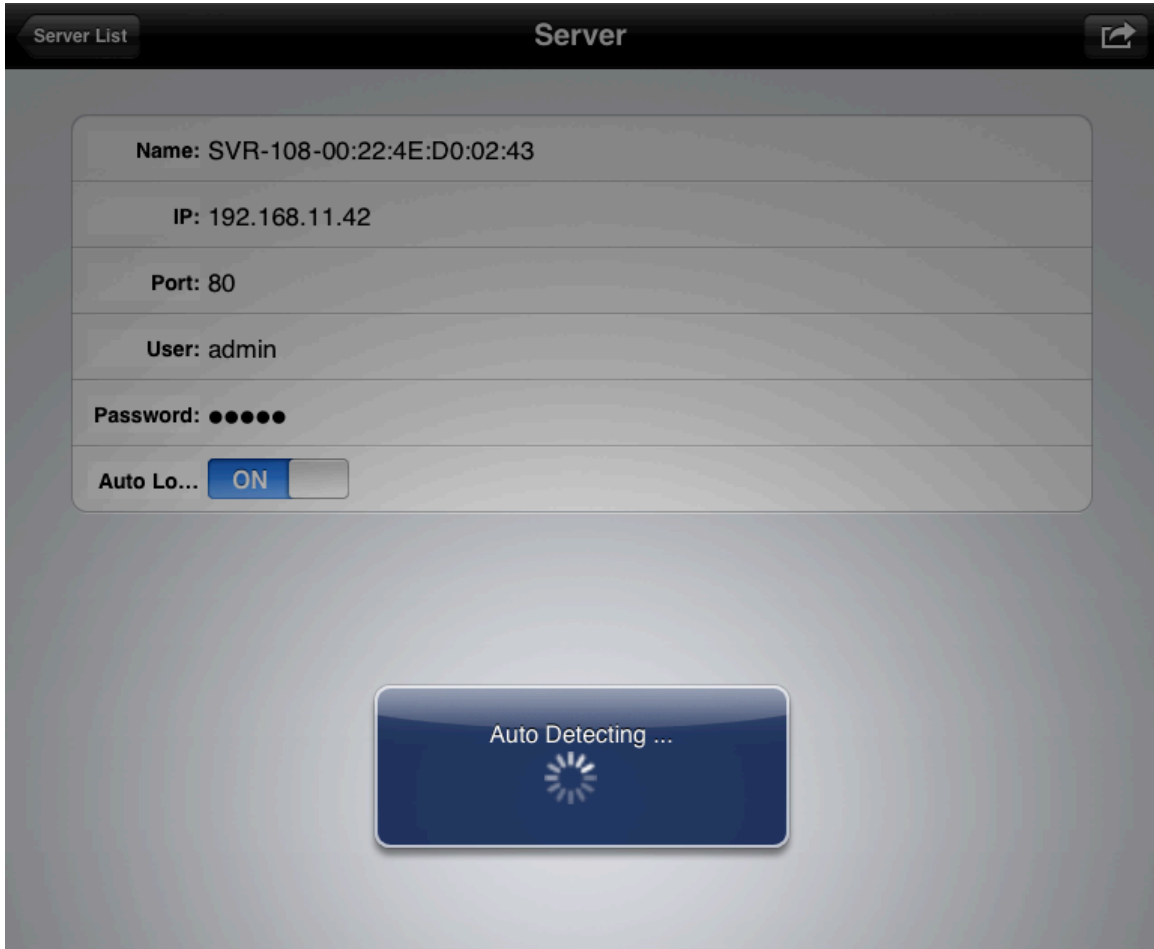 Server List
Server
Name: SVR-108-00:22:4E:D0:02:43
IP: 192.168.11.42
Port: 80
User: admin
Password: ●●●●●
Auto Lo... ON
Auto Detecting ...